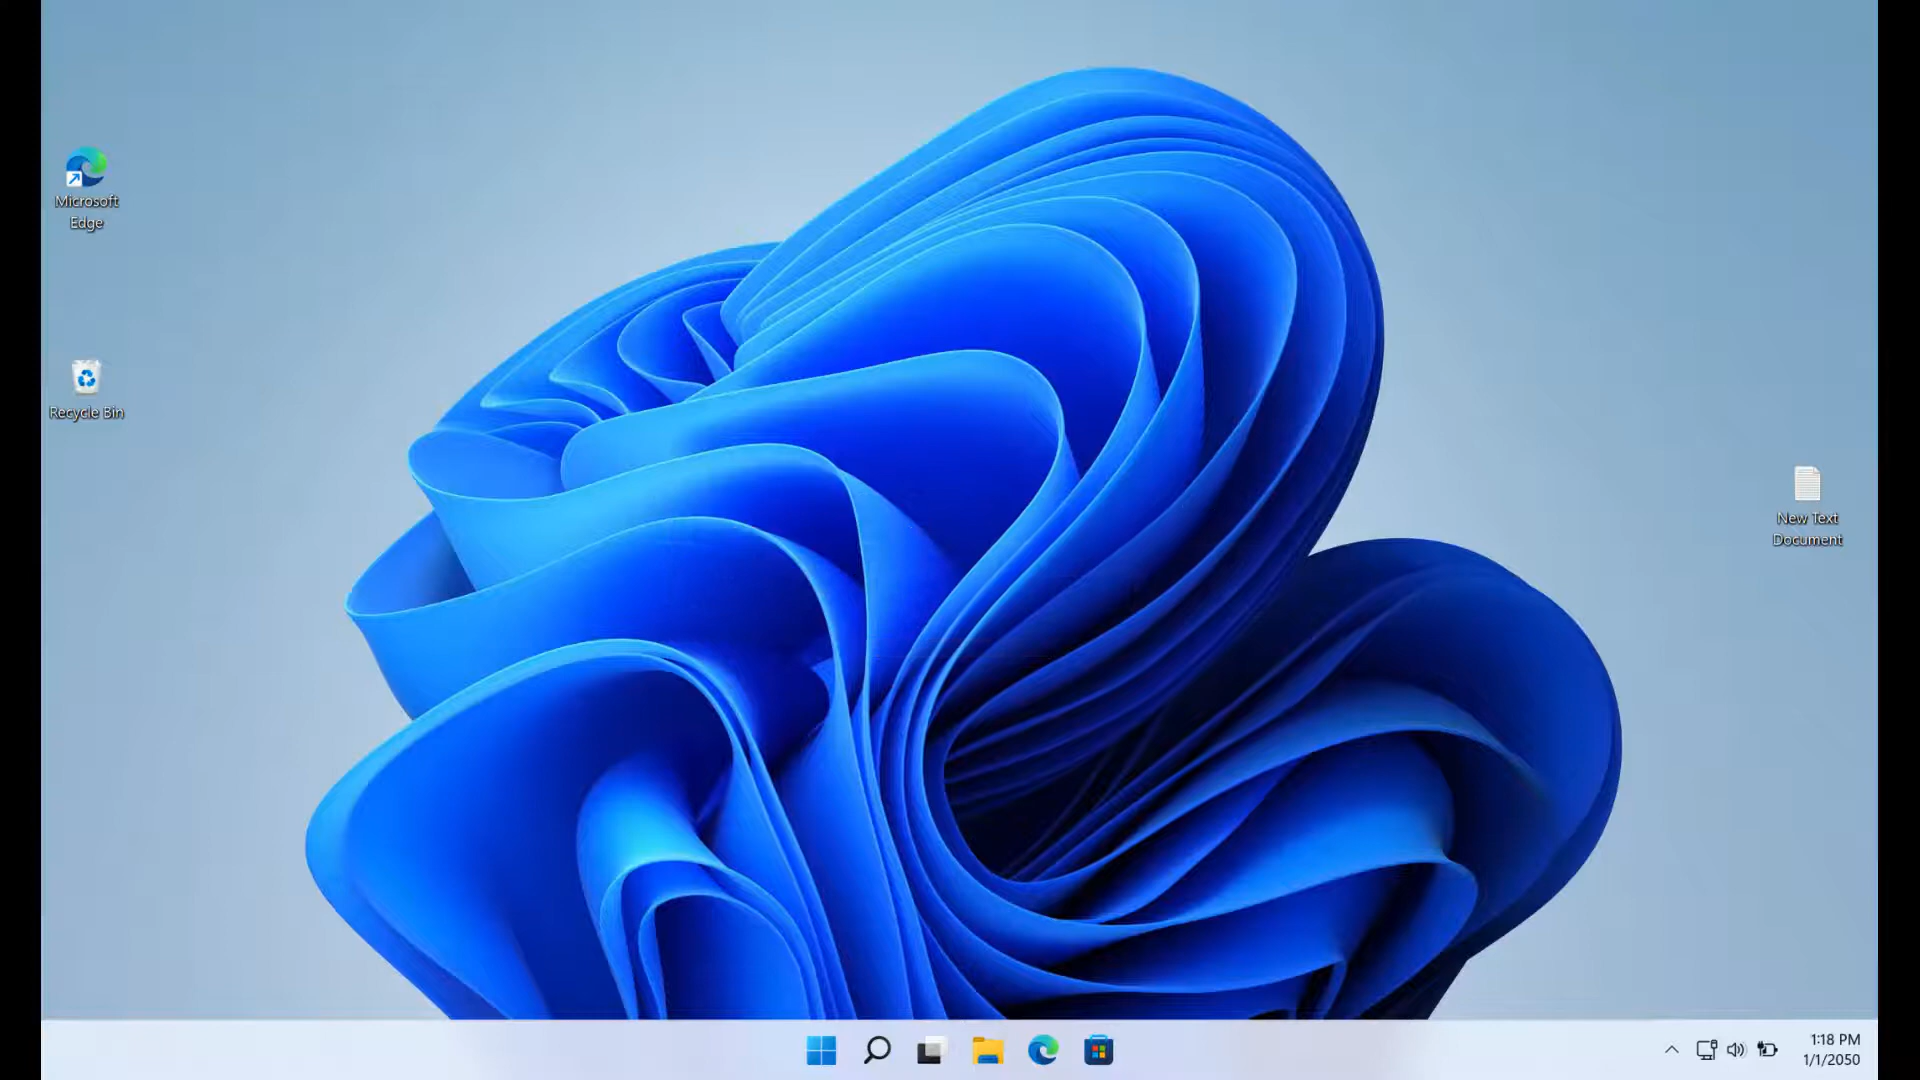 Microsoft
Edge
Recycle Bin
New Text
Document
1:18 PM
1/1/2050